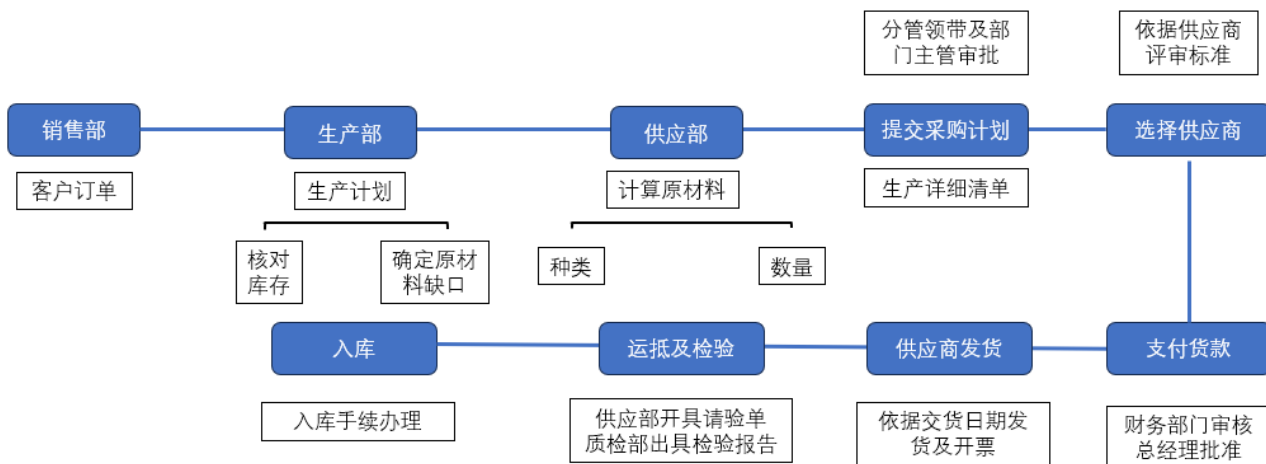 分管领带及部
门主管审批
依据供应商
评审标准
销售部
生产部
供应部
提交采购计划
选择供应商
客户订单
生产计划
计算原材料
生产详细清单
核对
库存
确定原材
料缺口
种类
数量
入库
运抵及检验
供应商发货
支付货款
入库手续办理
供应部开具请验单
质检部出具检验报告
依据交货日期发
货及开票
财务部门审核
总经理批准